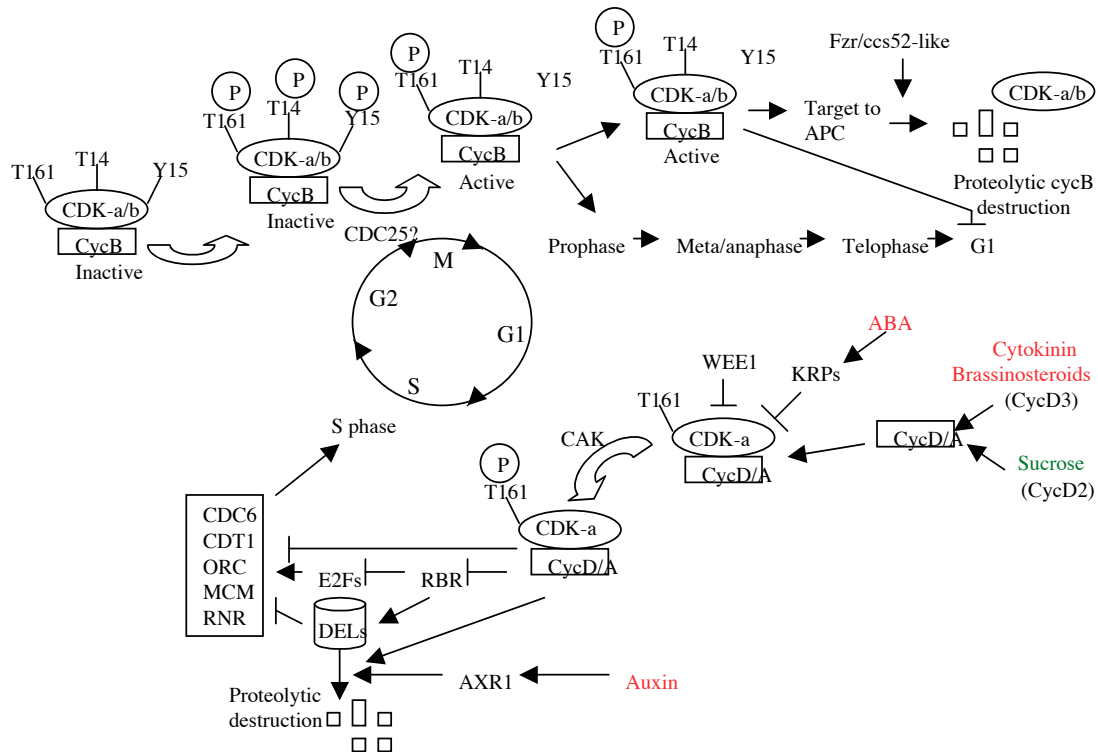 P
T161
T14
Y15
CDK-a/b
CycB
Active
Fzr/ccs52-like
Target to
APC
CDK-a/b
Proteolytic cycB
destruction
P
T161
T14
Y15
CDK-a/b
CycB
Active
P
P
P
T161
T14
Y15
CDK-a/b
CycB
Inactive
T161
T14
Y15
CDK-a/b
CycB
Inactive
CDC25?
Prophase
Meta/anaphase
Telophase
G1
M
G2
G1
S
ABA
WEE1
KRPs
Cytokinin
Brassinosteroids
(CycD3)
T161
CDK-a
CycD/A
CycD/A
Sucrose
(CycD2)
CAK
S phase
P
T161
CDK-a
CycD/A
CDC6
CDT1
ORC
MCM
RNR
E2Fs
RBR
DELs
AXR1
Auxin
Proteolytic
destruction